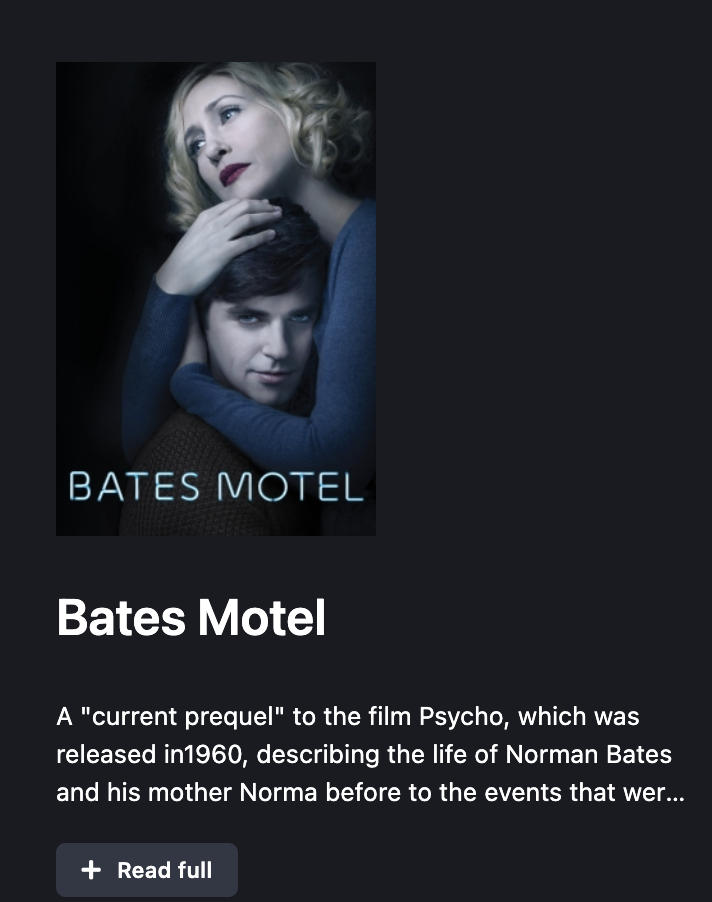 BATES MOTEL
Bates Motel
A "current prequel" to the film Psycho, which was
released in1960, describing the life of Norman Bates
and his mother Norma before to the events that wer...
+ Read full